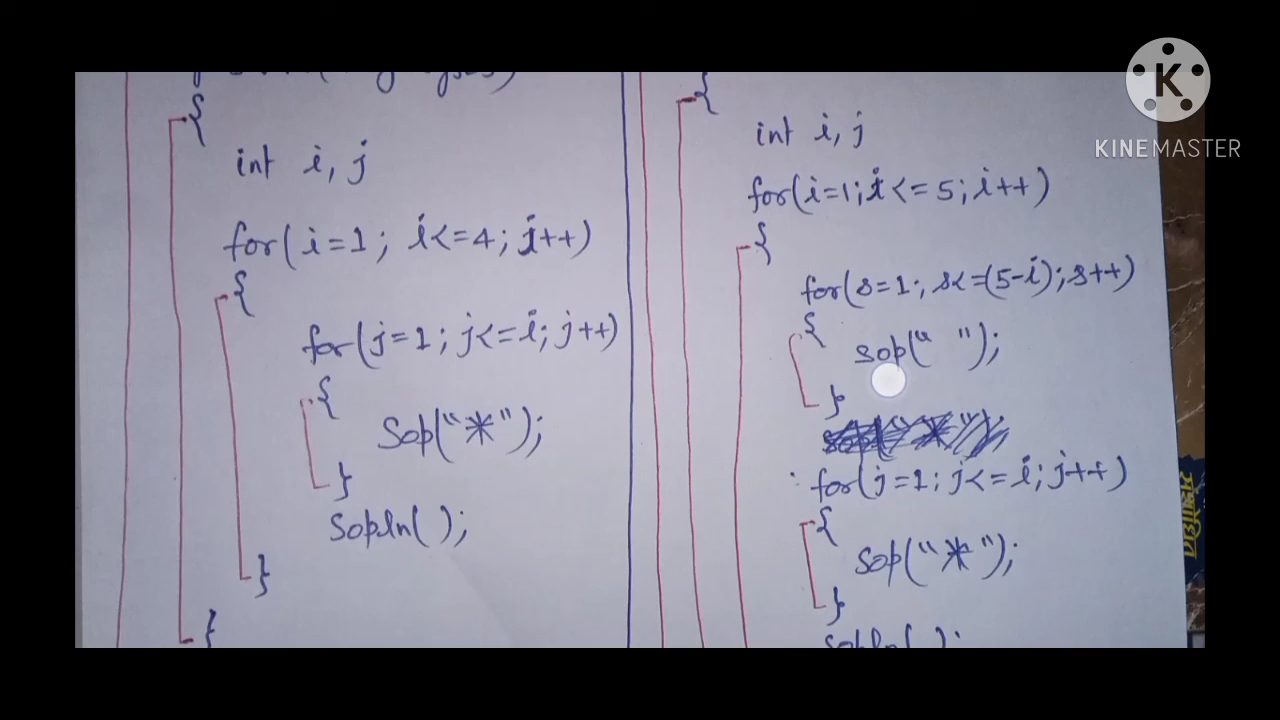 {
int i, j
for( i=1 ; i<=4; i++)
{
for(j=1; j<=i; j++)
{
Sop("*");
}
Sopln( );
}
}
{
int i, j
for(i=1; i<=5; i++)
{
for(s=1; s<=(5-i); s++)
{
sop(" ");
}
for(j=1; j<=i; j++)
{
Sop("*");
}
sopln( );
K
KINEMASTER